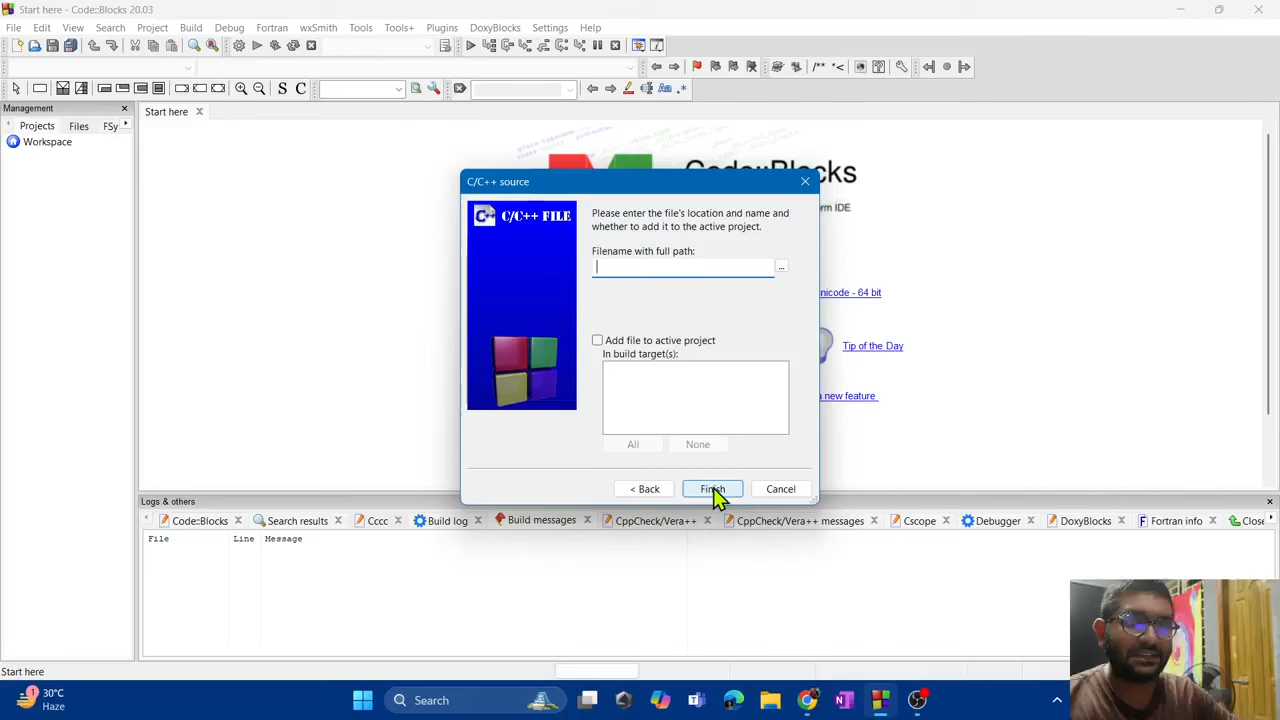 Start here - Code::Blocks 20.03
File Edit View Search Project Build Debug Fortran wxSmith Tools Tools+ Plugins DoxyBlocks Settings Help
S C
/** *<
Aa .*
Management
Projects Files FSy
Workspace
Start here
Code::Blocks
orm IDE
nicode - 64 bit
Tip of the Day
a new feature
C/C++ source
C++ C/C++ FILE
Please enter the file's location and name and
whether to add it to the active project.
Filename with full path:
...
Add file to active project
In build target(s):
All None
< Back Finish Cancel
Logs & others
Code::Blocks Search results Cccc Build log Build messages CppCheck/Vera++ CppCheck/Vera++ messages Cscope Debugger DoxyBlocks F Fortran info Clos
File Line Message
Start here
1
30°C
Haze
Search